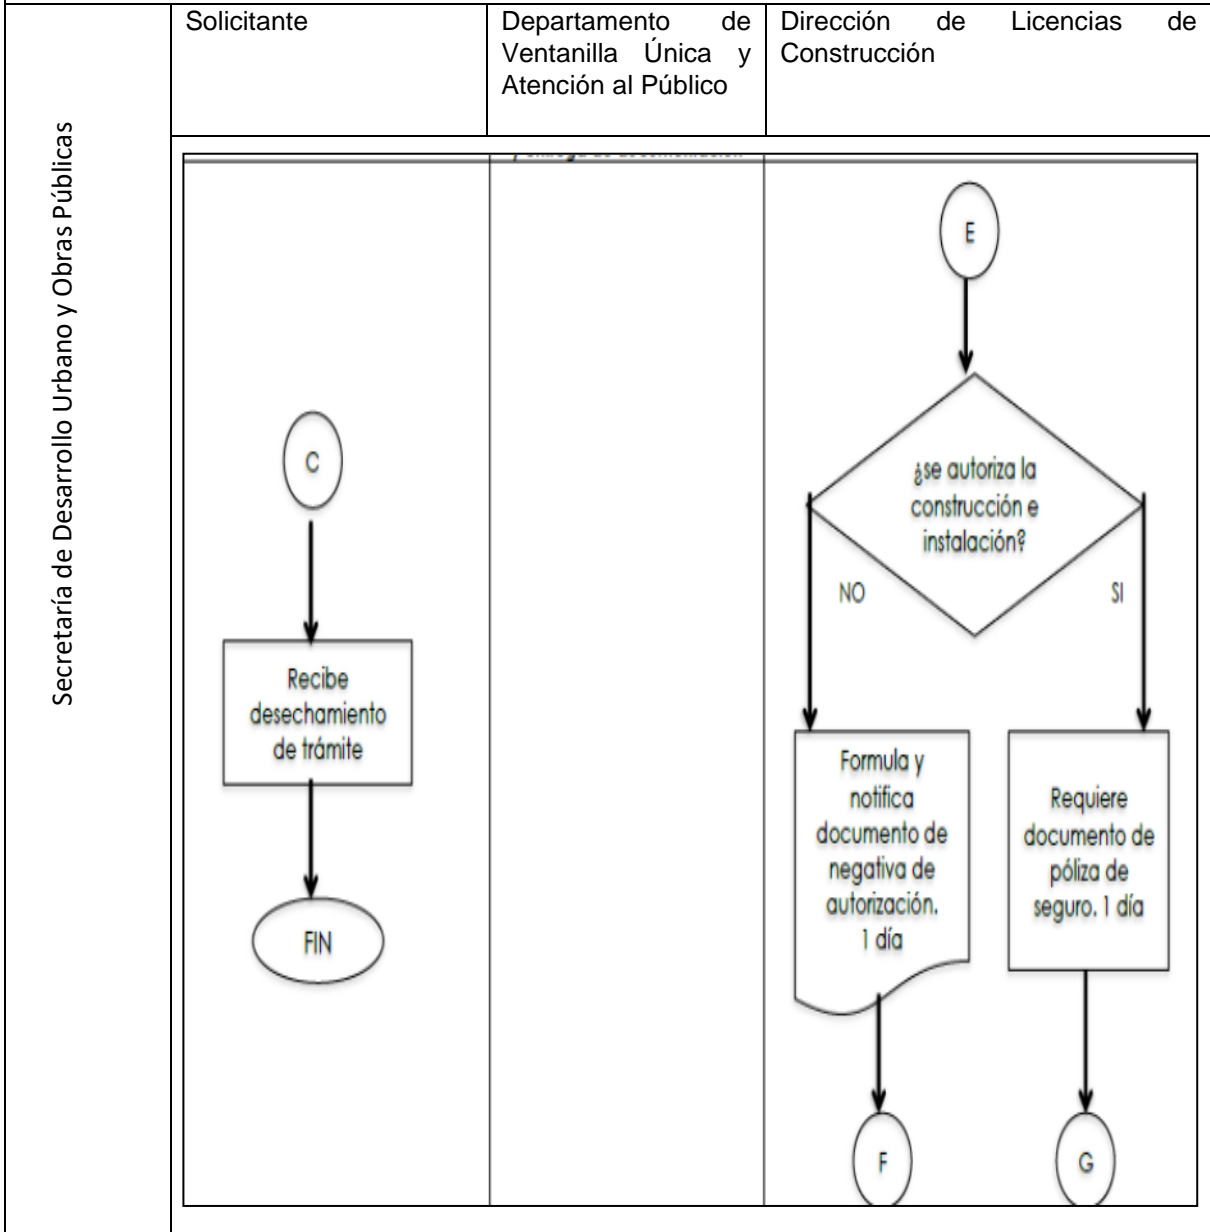 Secretaría de Desarrollo Urbano y Obras Públicas
Solicitante
Departamento de
Ventanilla Única y
Atención al Público
Dirección de Licencias de
Construcción
C
Recibe
desechamiento
de trámite
FIN
E
¿se autoriza la
construcción e
instalación?
NO
SI
Formula y
notifica
documento de
negativa de
autorización.
1 día
Requiere
documento de
póliza de
seguro. 1 día
F
G